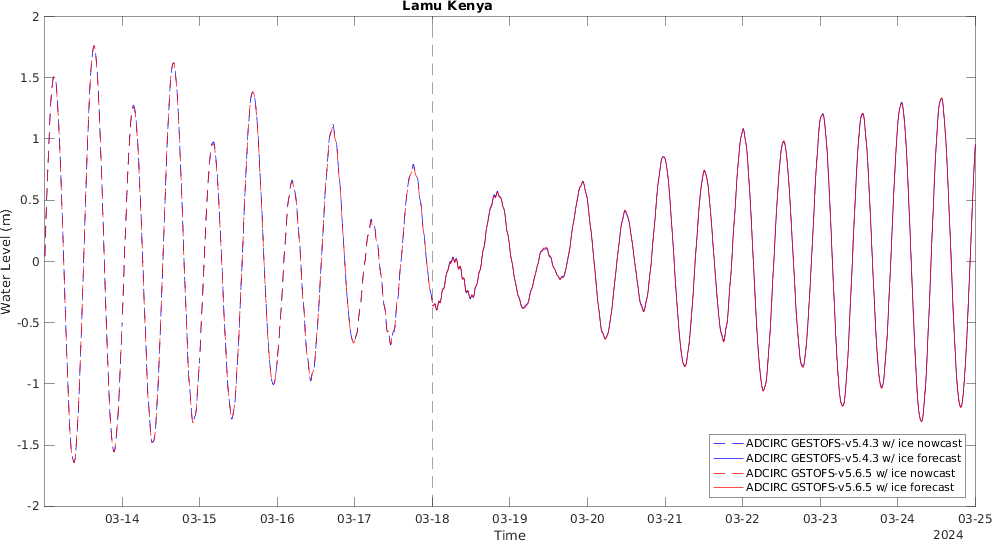 Lamu Kenya
2
1.5
1
0.5
0
-0.5
-1
-1.5
-2
Water Level (m)
03-14 03-15 03-16 03-17 03-18 03-19 03-20 03-21 03-22 03-23 03-24 03-25
Time
2024
ADCIRC GESTOFS-v5.4.3 w/ ice nowcast
ADCIRC GESTOFS-v5.4.3 w/ ice forecast
ADCIRC GSTOFS-v5.6.5 w/ ice nowcast
ADCIRC GSTOFS-v5.6.5 w/ ice forecast